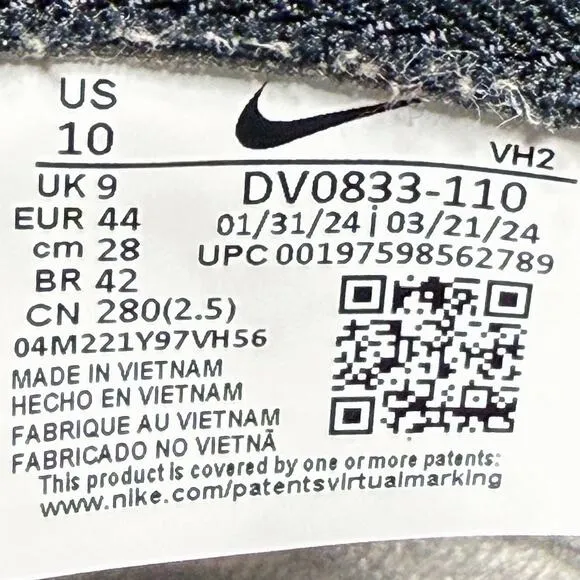 US
10
VH2
UK 9
DV0833-110
EUR 44
01/31/24 | 03/21/24
cm 28
UPC 00197598562789
BR 42
CN 280(2.5)
04M221Y97VH56
MADE IN VIETNAM
HECHO EN VIETNAM
FABRIQUE AU VIETNAM
FABRICADO NO VIETNÃ
This product is covered by one or more patents:
www.nike.com/patentsvirtualmarking